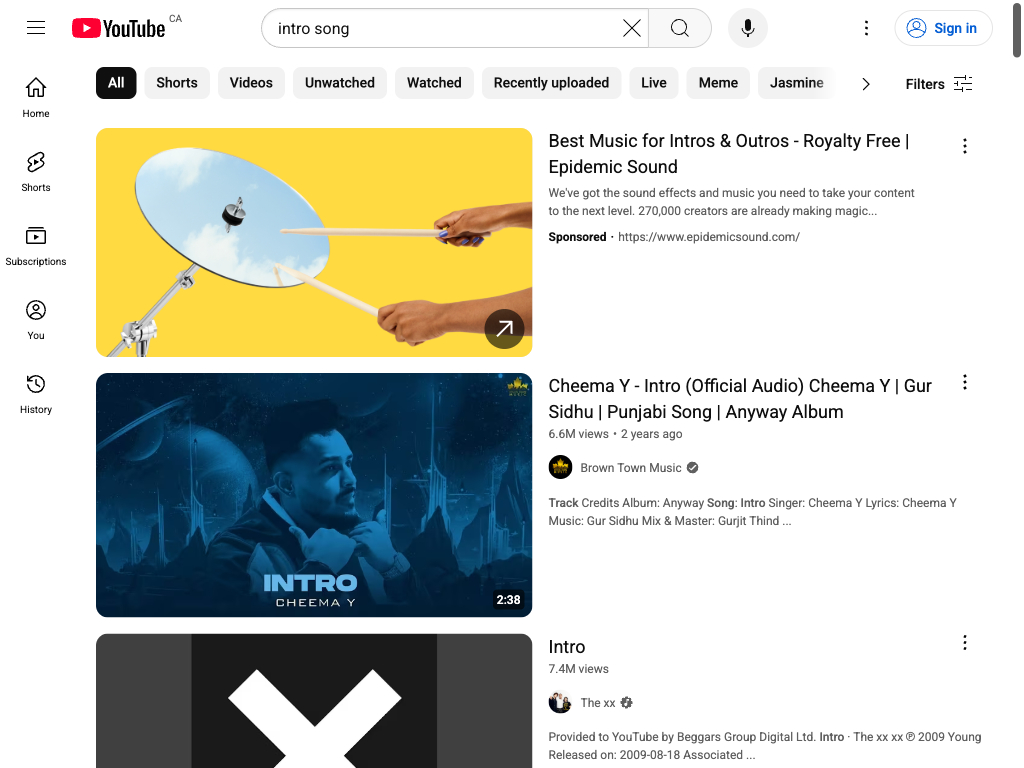 YouTube CA
intro song
Sign in
All
Shorts
Videos
Unwatched
Watched
Recently uploaded
Live
Meme
Jasmine
Filters
Home
Shorts
Subscriptions
You
History
Best Music for Intros & Outros - Royalty Free |
Epidemic Sound
We've got the sound effects and music you need to take your content
to the next level. 270,000 creators are already making magic...
Sponsored · https://www.epidemicsound.com/
INTRO
CHEEMA Y
2:38
Cheema Y - Intro (Official Audio) Cheema Y | Gur
Sidhu | Punjabi Song | Anyway Album
6.6M views • 2 years ago
Brown Town Music
Track Credits Album: Anyway Song: Intro Singer: Cheema Y Lyrics: Cheema Y
Music: Gur Sidhu Mix & Master: Gurjit Thind ...
Intro
7.4M views
The xx
Provided to YouTube by Beggars Group Digital Ltd. Intro · The xx xx ℗ 2009 Young
Released on: 2009-08-18 Associated ...